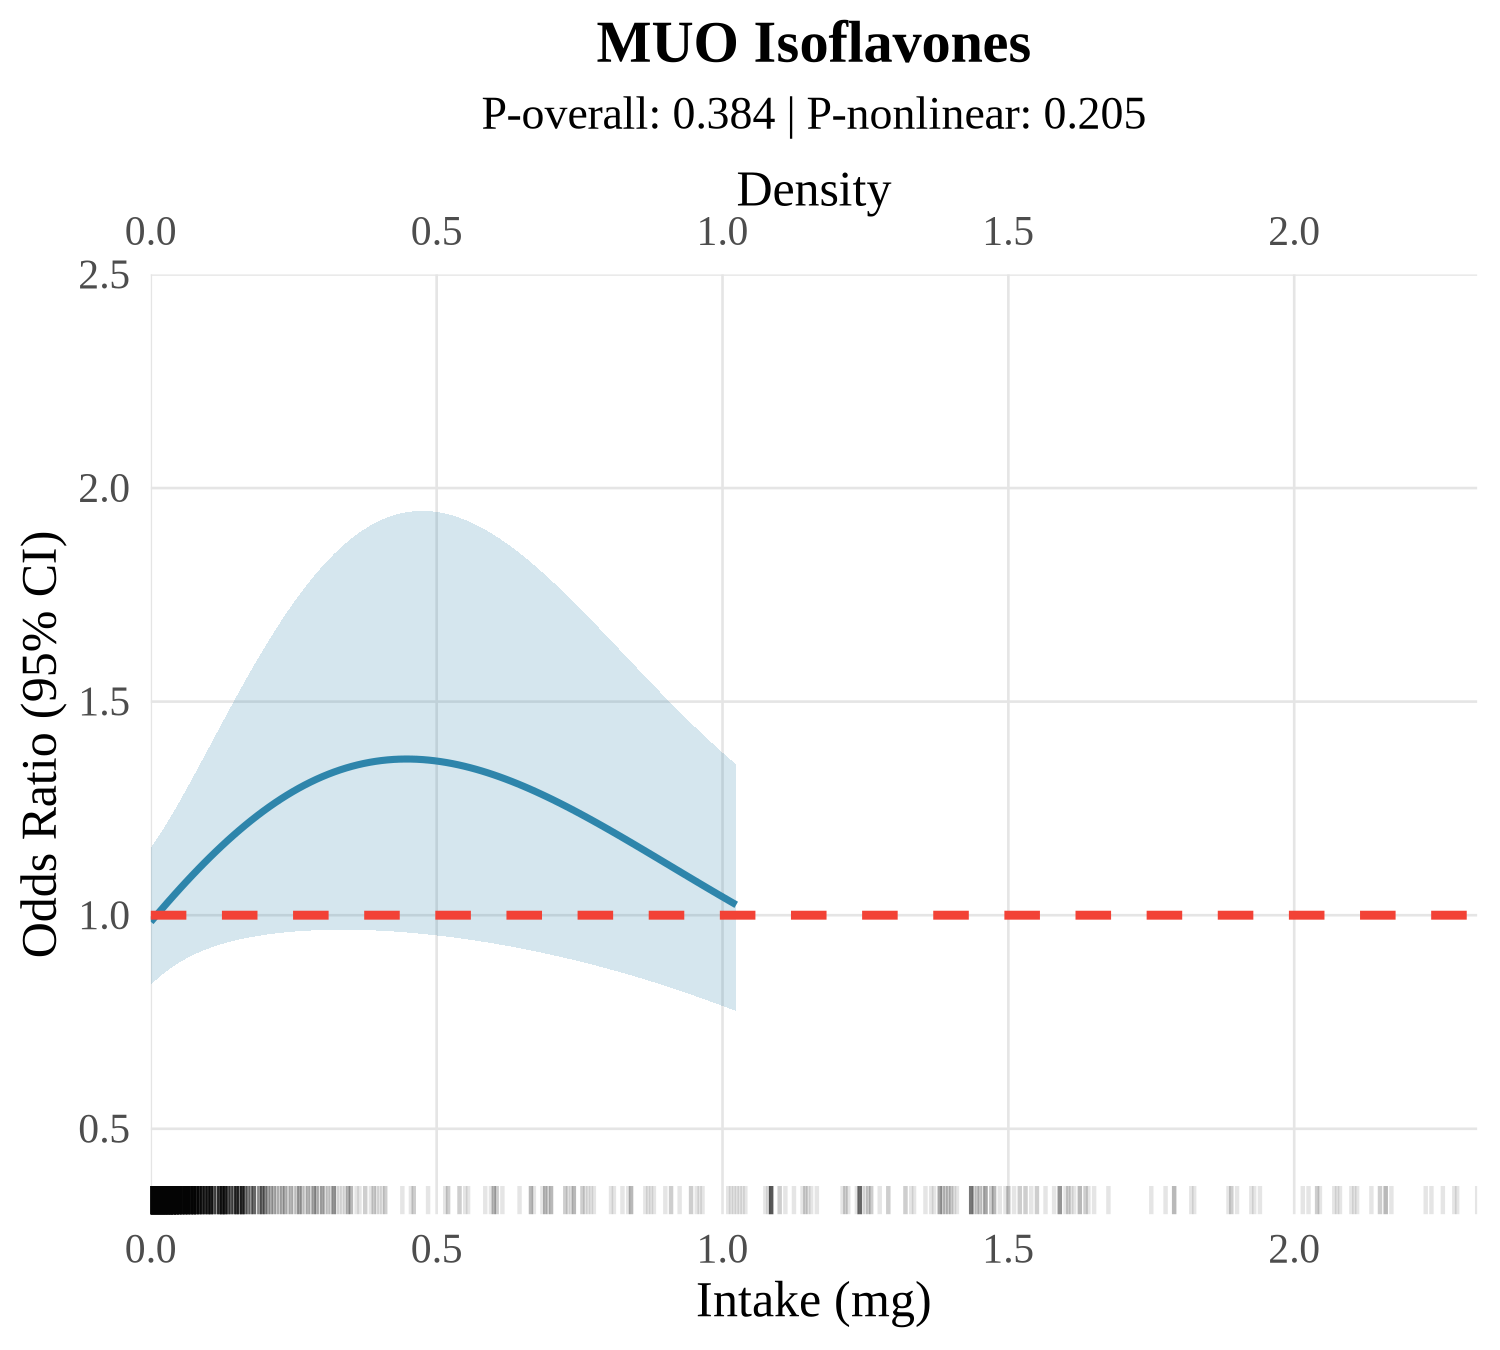 MUO Isoflavones
P-overall: 0.384 | P-nonlinear: 0.205
Density
0.0 0.5 1.0 1.5 2.0
2.5
2.0
1.5
1.0
0.5
Odds Ratio (95% CI)
0.0 0.5 1.0 1.5 2.0
Intake (mg)